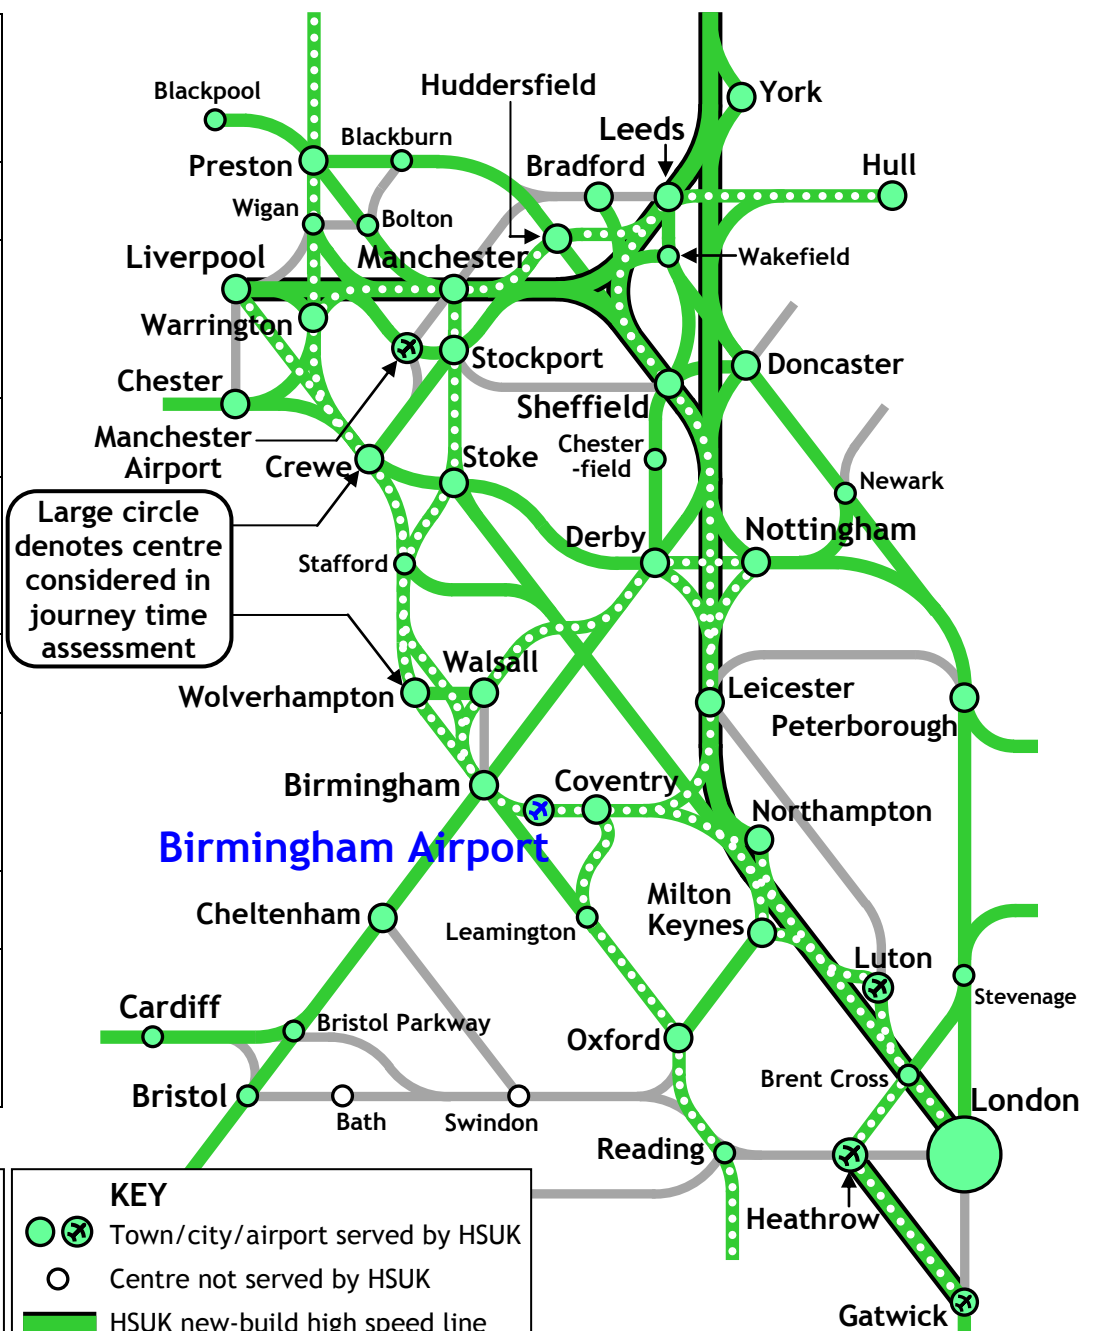 Blackpool
Huddersfield
York
Blackburn
Leeds
Preston
Bradford
Hull
Wigan
Bolton
Liverpool
Manchester
Wakefield
Warrington
Stockport
Doncaster
Chester
Sheffield
Manchester
Airport
Crewe
Stoke
Chester
-field
Newark
Large circle
denotes centre
considered in
journey time
assessment
Derby
Nottingham
Stafford
Walsall
Wolverhampton
Leicester
Peterborough
Birmingham
Coventry
Northampton
Birmingham Airport
Milton
Keynes
Cheltenham
Leamington
Luton
Cardiff
Bristol Parkway
Stevenage
Oxford
Brent Cross
Bristol
Bath
Swindon
London
Reading
Heathrow
Gatwick
KEY
Town/city/airport served by HSUK
Centre not served by HSUK
HSUK new-build high speed line